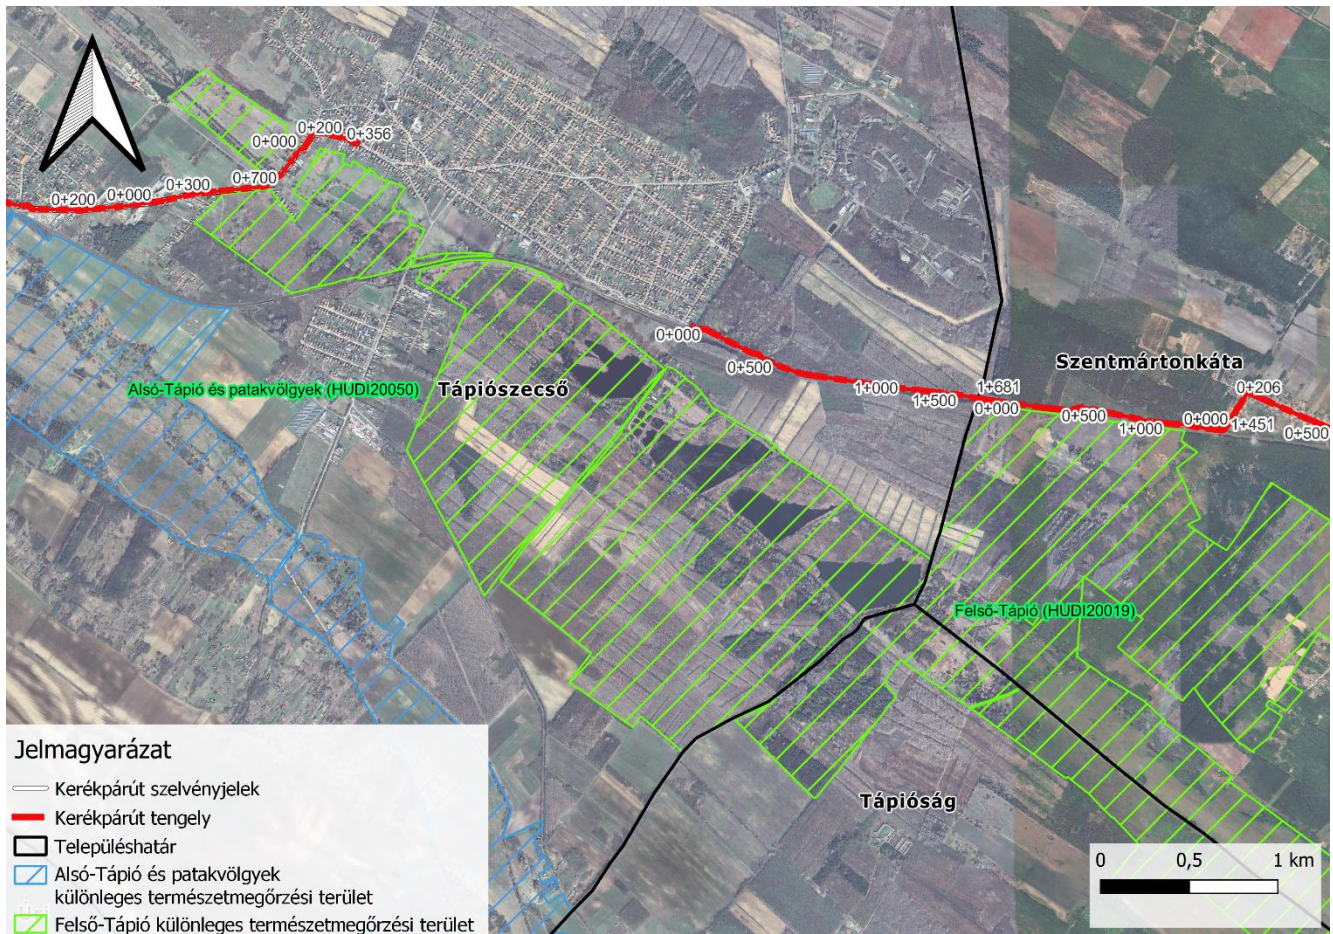 0+200
0+356
0+000
0+700
0+300
0+000
0+200
0+000
0+500
1+000
1+500
1+681
0+000
0+500
1+000
0+000
1+451
0+206
0+500
Szentmártonkáta
Alsó-Tápió és patakvölgyek (HUDI20050)
Tápiószecső
Felső-Tápió (HUDI20019)
Tápióság
Jelmagyarázat
Kerékpárút szelvényjelek
Kerékpárút tengely
Településhatár
Alsó-Tápió és patakvölgyek
különleges természetmegőrzési terület
Felső-Tápió különleges természetmegőrzési terület
0 0,5 1 km